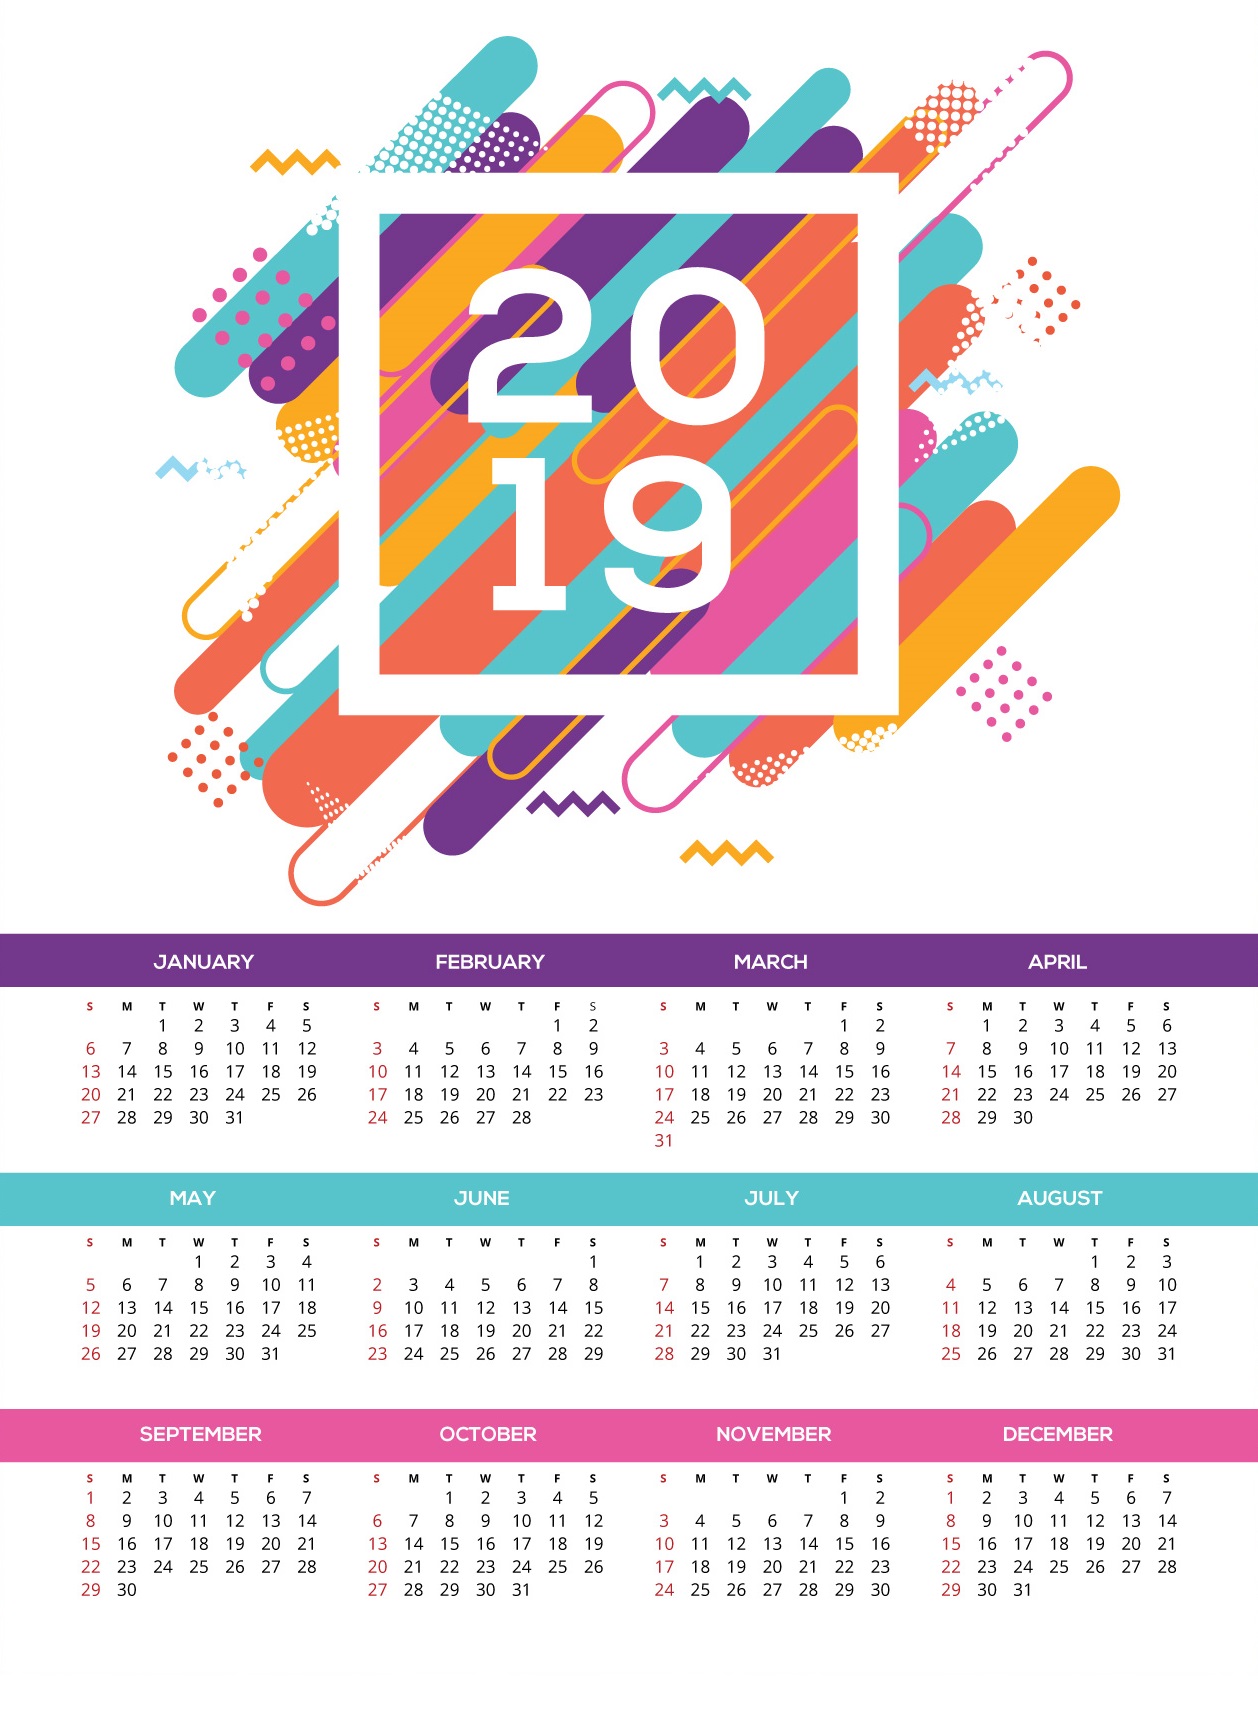 20
19
JANUARY FEBRUARY MARCH APRIL
S M T W T F S S M T W T F S S M T W T F S S M T W T F S
1 2 3 4 5 1 2 1 2 1 2 3 4 5 6
6 7 8 9 10 11 12 3 4 5 6 7 8 9 3 4 5 6 7 8 9 7 8 9 10 11 12 13
13 14 15 16 17 18 19 10 11 12 13 14 15 16 10 11 12 13 14 15 16 14 15 16 17 18 19 20
20 21 22 23 24 25 26 17 18 19 20 21 22 23 17 18 19 20 21 22 23 21 22 23 24 25 26 27
27 28 29 30 31 24 25 26 27 28 24 25 26 27 28 29 30 28 29 30
31
MAY JUNE JULY AUGUST
S M T W T F S S M T W T F S S M T W T F S S M T W T F S
1 2 3 4 1 1 2 3 4 5 6 1 2 3
5 6 7 8 9 10 11 2 3 4 5 6 7 8 7 8 9 10 11 12 13 4 5 6 7 8 9 10
12 13 14 15 16 17 18 9 10 11 12 13 14 15 14 15 16 17 18 19 20 11 12 13 14 15 16 17
19 20 21 22 23 24 25 16 17 18 19 20 21 22 21 22 23 24 25 26 27 18 19 20 21 22 23 24
26 27 28 29 30 31 23 24 25 26 27 28 29 28 29 30 31 25 26 27 28 29 30 31
SEPTEMBER OCTOBER NOVEMBER DECEMBER
S M T W T F S S M T W T F S S M T W T F S S M T W T F S
1 2 3 4 5 6 7 1 2 3 4 5 1 2 1 2 3 4 5 6 7
8 9 10 11 12 13 14 6 7 8 9 10 11 12 3 4 5 6 7 8 9 8 9 10 11 12 13 14
15 16 17 18 19 20 21 13 14 15 16 17 18 19 10 11 12 13 14 15 16 15 16 17 18 19 20 21
22 23 24 25 26 27 28 20 21 22 23 24 25 26 17 18 19 20 21 22 23 22 23 24 25 26 27 28
29 30 27 28 29 30 31 24 25 26 27 28 29 30 29 30 31